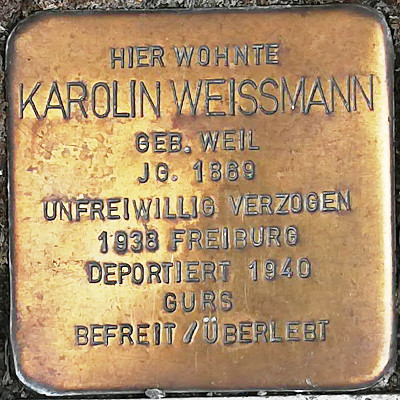 HIER WOHNTE
KAROLIN WEISSMANN
GEB. WEIL
JG. 1869
UNFREIWILLIG VERZOGEN
1938 FREIBURG
DEPORTIERT 1940
GURS
BEFREIT/ÜBERLEBT